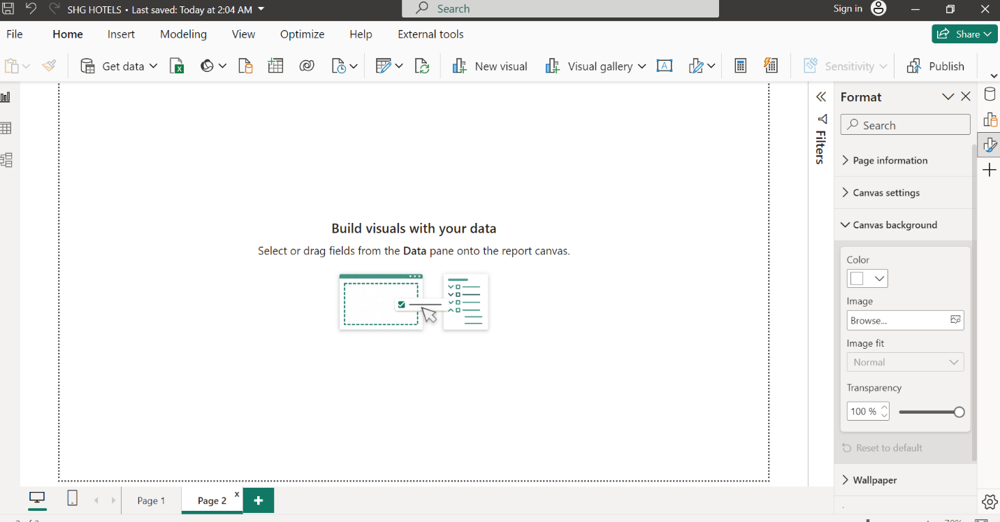 SHG HOTELS • Last saved: Today at 2:04 AM
Search
Sign in
File Home Insert Modeling View Optimize Help External tools
Share
Get data
New visual
Visual gallery
A
Sensitivity
Publish
Build visuals with your data
Select or drag fields from the Data pane onto the report canvas.
Filters
Format
Search
Page information
Canvas settings
Canvas background
Color
Image
Browse...
Image fit
Normal
Transparency
100 %
Reset to default
Wallpaper
Page 1
Page 2
x